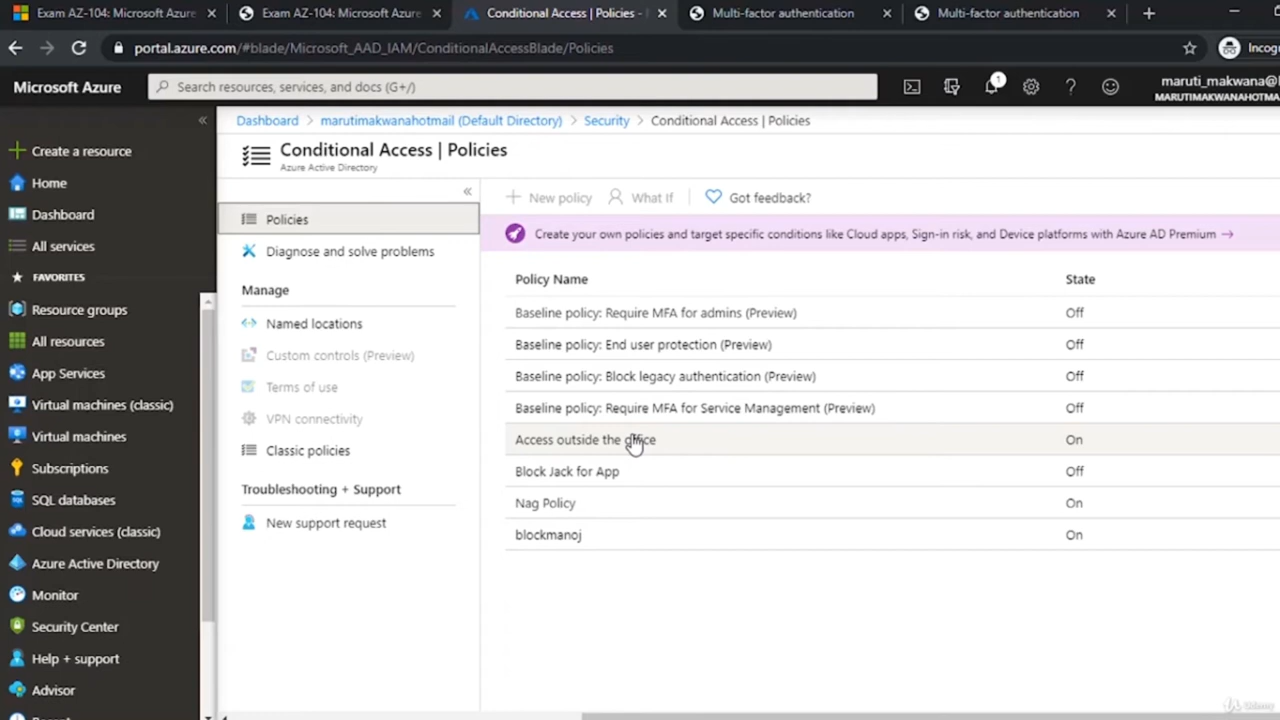 Exam AZ-104: Microsoft Azure
Exam AZ-104: Microsoft Azure
Conditional Access | Policies -
Multi-factor authentication
Multi-factor authentication
portal.azure.com/#blade/Microsoft_AAD_IAM/ConditionalAccessBlade/Policies
Incog
Microsoft Azure
Search resources, services, and docs (G+/)
1
maruti_makwana@
MARUTIMAKWANAHOTMA
Dashboard > marutimakwanahotmail (Default Directory) > Security > Conditional Access | Policies
Conditional Access | Policies
Azure Active Directory
Create a resource
Home
Dashboard
All services
FAVORITES
Resource groups
All resources
App Services
Virtual machines (classic)
Virtual machines
Subscriptions
SQL databases
Cloud services (classic)
Azure Active Directory
Monitor
Security Center
Help + support
Advisor
Policies
Diagnose and solve problems
Manage
Named locations
Custom controls (Preview)
Terms of use
VPN connectivity
Classic policies
Troubleshooting + Support
New support request
New policy
What If
Got feedback?
Create your own policies and target specific conditions like Cloud apps, Sign-in risk, and Device platforms with Azure AD Premium →
Policy Name State
Baseline policy: Require MFA for admins (Preview) Off
Baseline policy: End user protection (Preview) Off
Baseline policy: Block legacy authentication (Preview) Off
Baseline policy: Require MFA for Service Management (Preview) Off
Access outside the office On
Block Jack for App Off
Nag Policy On
blockmanoj On
Udemy